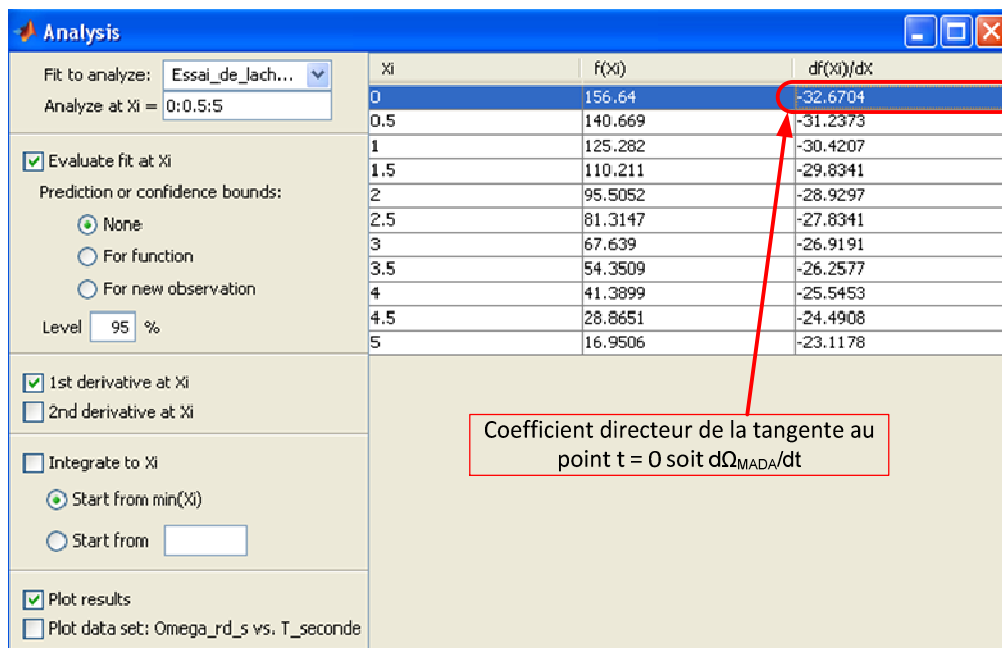 Analysis
Fit to analyze: Essai_de_lach...
Analyze at Xi = 0:0.5:5
Evaluate fit at Xi
Prediction or confidence bounds:
None
For function
For new observation
Level 95 %
1st derivative at Xi
2nd derivative at Xi
Integrate to Xi
Start from min(Xi)
Start from
Plot results
Plot data set: Omega_rd_s vs. T_seconde
Xi f(Xi) df(Xi)/dX
0 156.64 -32.6704
0.5 140.669 -31.2373
1 125.282 -30.4207
1.5 110.211 -29.8341
2 95.5052 -28.9297
2.5 81.3147 -27.8341
3 67.639 -26.9191
3.5 54.3509 -26.2577
4 41.3899 -25.5453
4.5 28.8651 -24.4908
5 16.9506 -23.1178
Coefficient directeur de la tangente au
point t = 0 soit dΩMADA/dt